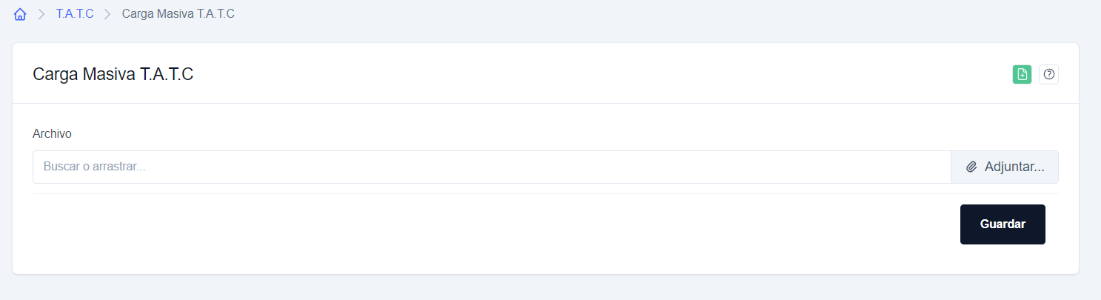 T.A.T.C
Carga Masiva T.A.T.C
Carga Masiva T.A.T.C
Archivo
Buscar o arrastrar...
Adjuntar...
Guardar